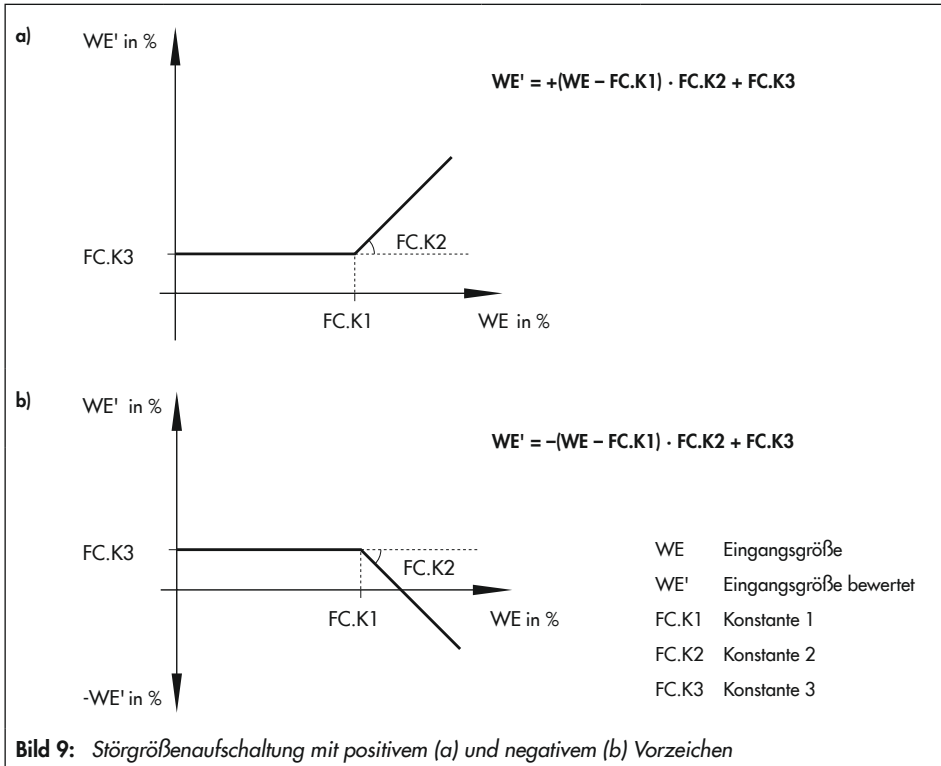 a)
WE' in %
WE' = +(WE – FC.K1) · FC.K2 + FC.K3
FC.K2
FC.K3
FC.K1
WE in %
b)
WE' in %
WE' = –(WE – FC.K1) · FC.K2 + FC.K3
FC.K3
FC.K2
FC.K1
WE in %
-WE' in %
WE Eingangsgröße
WE' Eingangsgröße bewertet
FC.K1 Konstante 1
FC.K2 Konstante 2
FC.K3 Konstante 3
Bild 9: Störgrößenaufschaltung mit positivem (a) und negativem (b) Vorzeichen